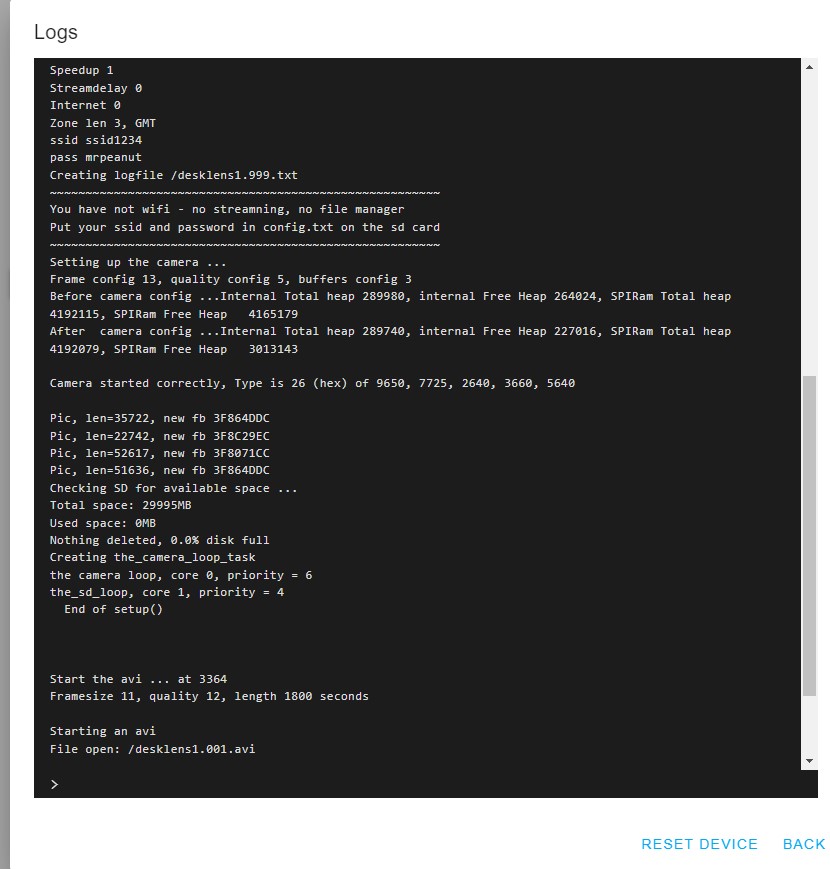 Logs
Speedup 1
Streamdelay 0
Internet 0
Zone len 3, GMT
ssid ssid1234
pass mrpeanut
Creating logfile /desklens1.999.txt
~~~~~~~~~~~~~~~~~~~~~~~~~~~~~~~~~~~~~~~~~~~~~~~~~~~~~~~
You have not wifi - no streamning, no file manager
Put your ssid and password in config.txt on the sd card
~~~~~~~~~~~~~~~~~~~~~~~~~~~~~~~~~~~~~~~~~~~~~~~~~~~~~~~
Setting up the camera ...
Frame config 13, quality config 5, buffers config 3
Before camera config ...Internal Total heap 289980, internal Free Heap 264024, SPIRam Total heap
4192115, SPIRam Free Heap   4165179
After  camera config ...Internal Total heap 289740, internal Free Heap 227016, SPIRam Total heap
4192079, SPIRam Free Heap   3013143
Camera started correctly, Type is 26 (hex) of 9650, 7725, 2640, 3660, 5640
Pic, len=35722, new fb 3F864DDC
Pic, len=22742, new fb 3F8C29EC
Pic, len=52617, new fb 3F8071CC
Pic, len=51636, new fb 3F864DDC
Checking SD for available space ...
Total space: 29995MB
Used space: 0MB
Nothing deleted, 0.0% disk full
Creating the_camera_loop_task
the camera loop, core 0, priority = 6
the_sd_loop, core 1, priority = 4
  End of setup()
Start the avi ... at 3364
Framesize 11, quality 12, length 1800 seconds
Starting an avi
File open: /desklens1.001.avi
>
RESET DEVICE BACK